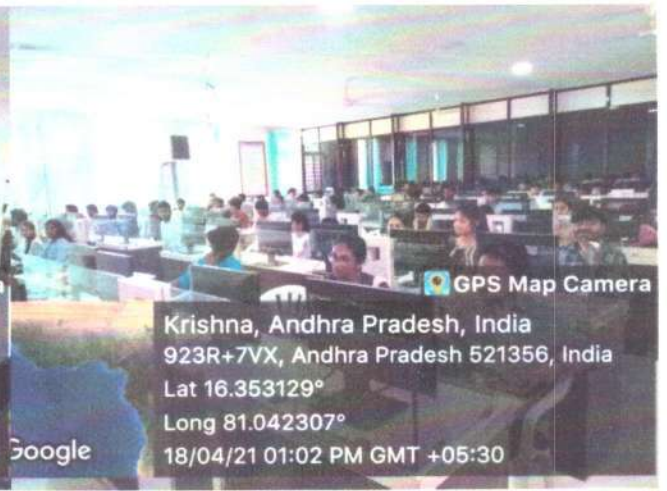 GPS Map Camera
Krishna, Andhra Pradesh, India
923R+7VX, Andhra Pradesh 521356, India
Lat 16.353129°
Long 81.042307°
Google
18/04/21 01:02 PM GMT +05:30